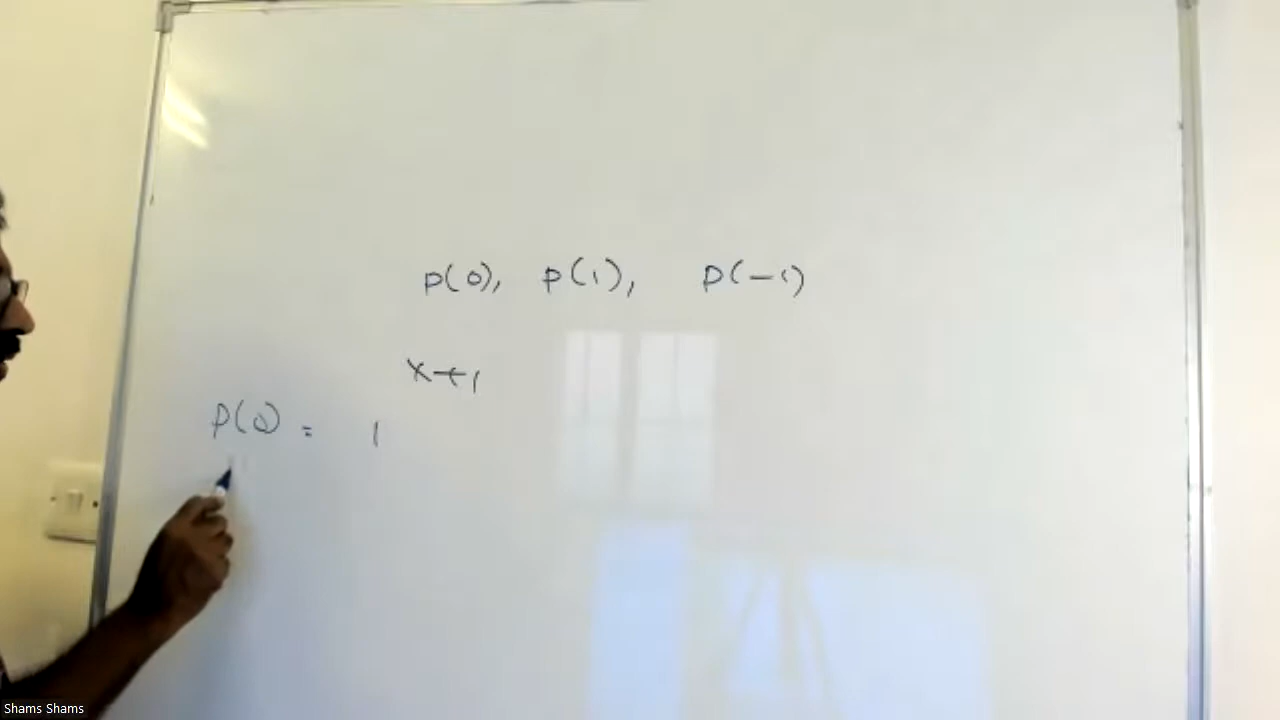 P(0), P(1), P(-1)
x+1
P(0) = 1
Shams Shams